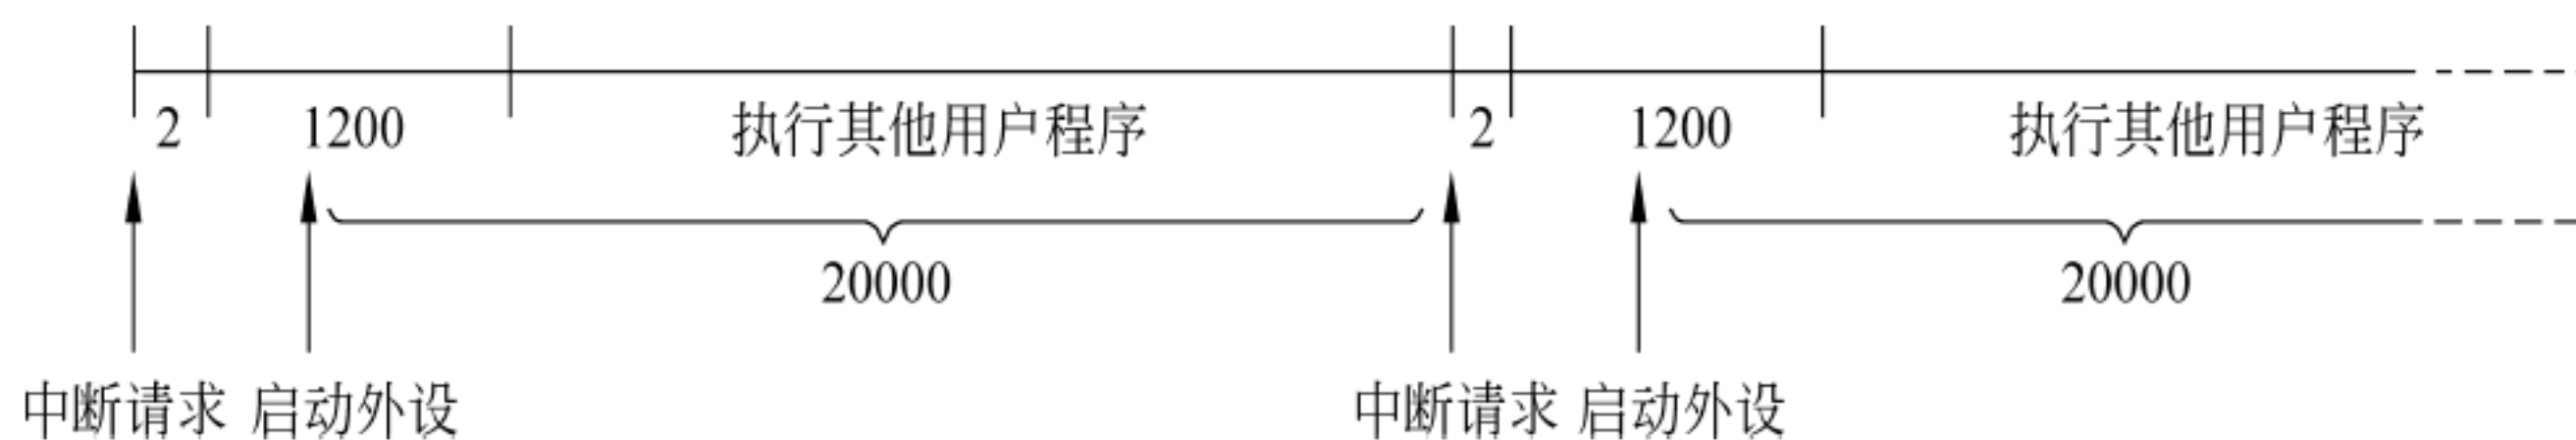 2 1200 执行其他用户程序 2 1200 执行其他用户程序
20000 20000
中断请求 启动外设 中断请求 启动外设